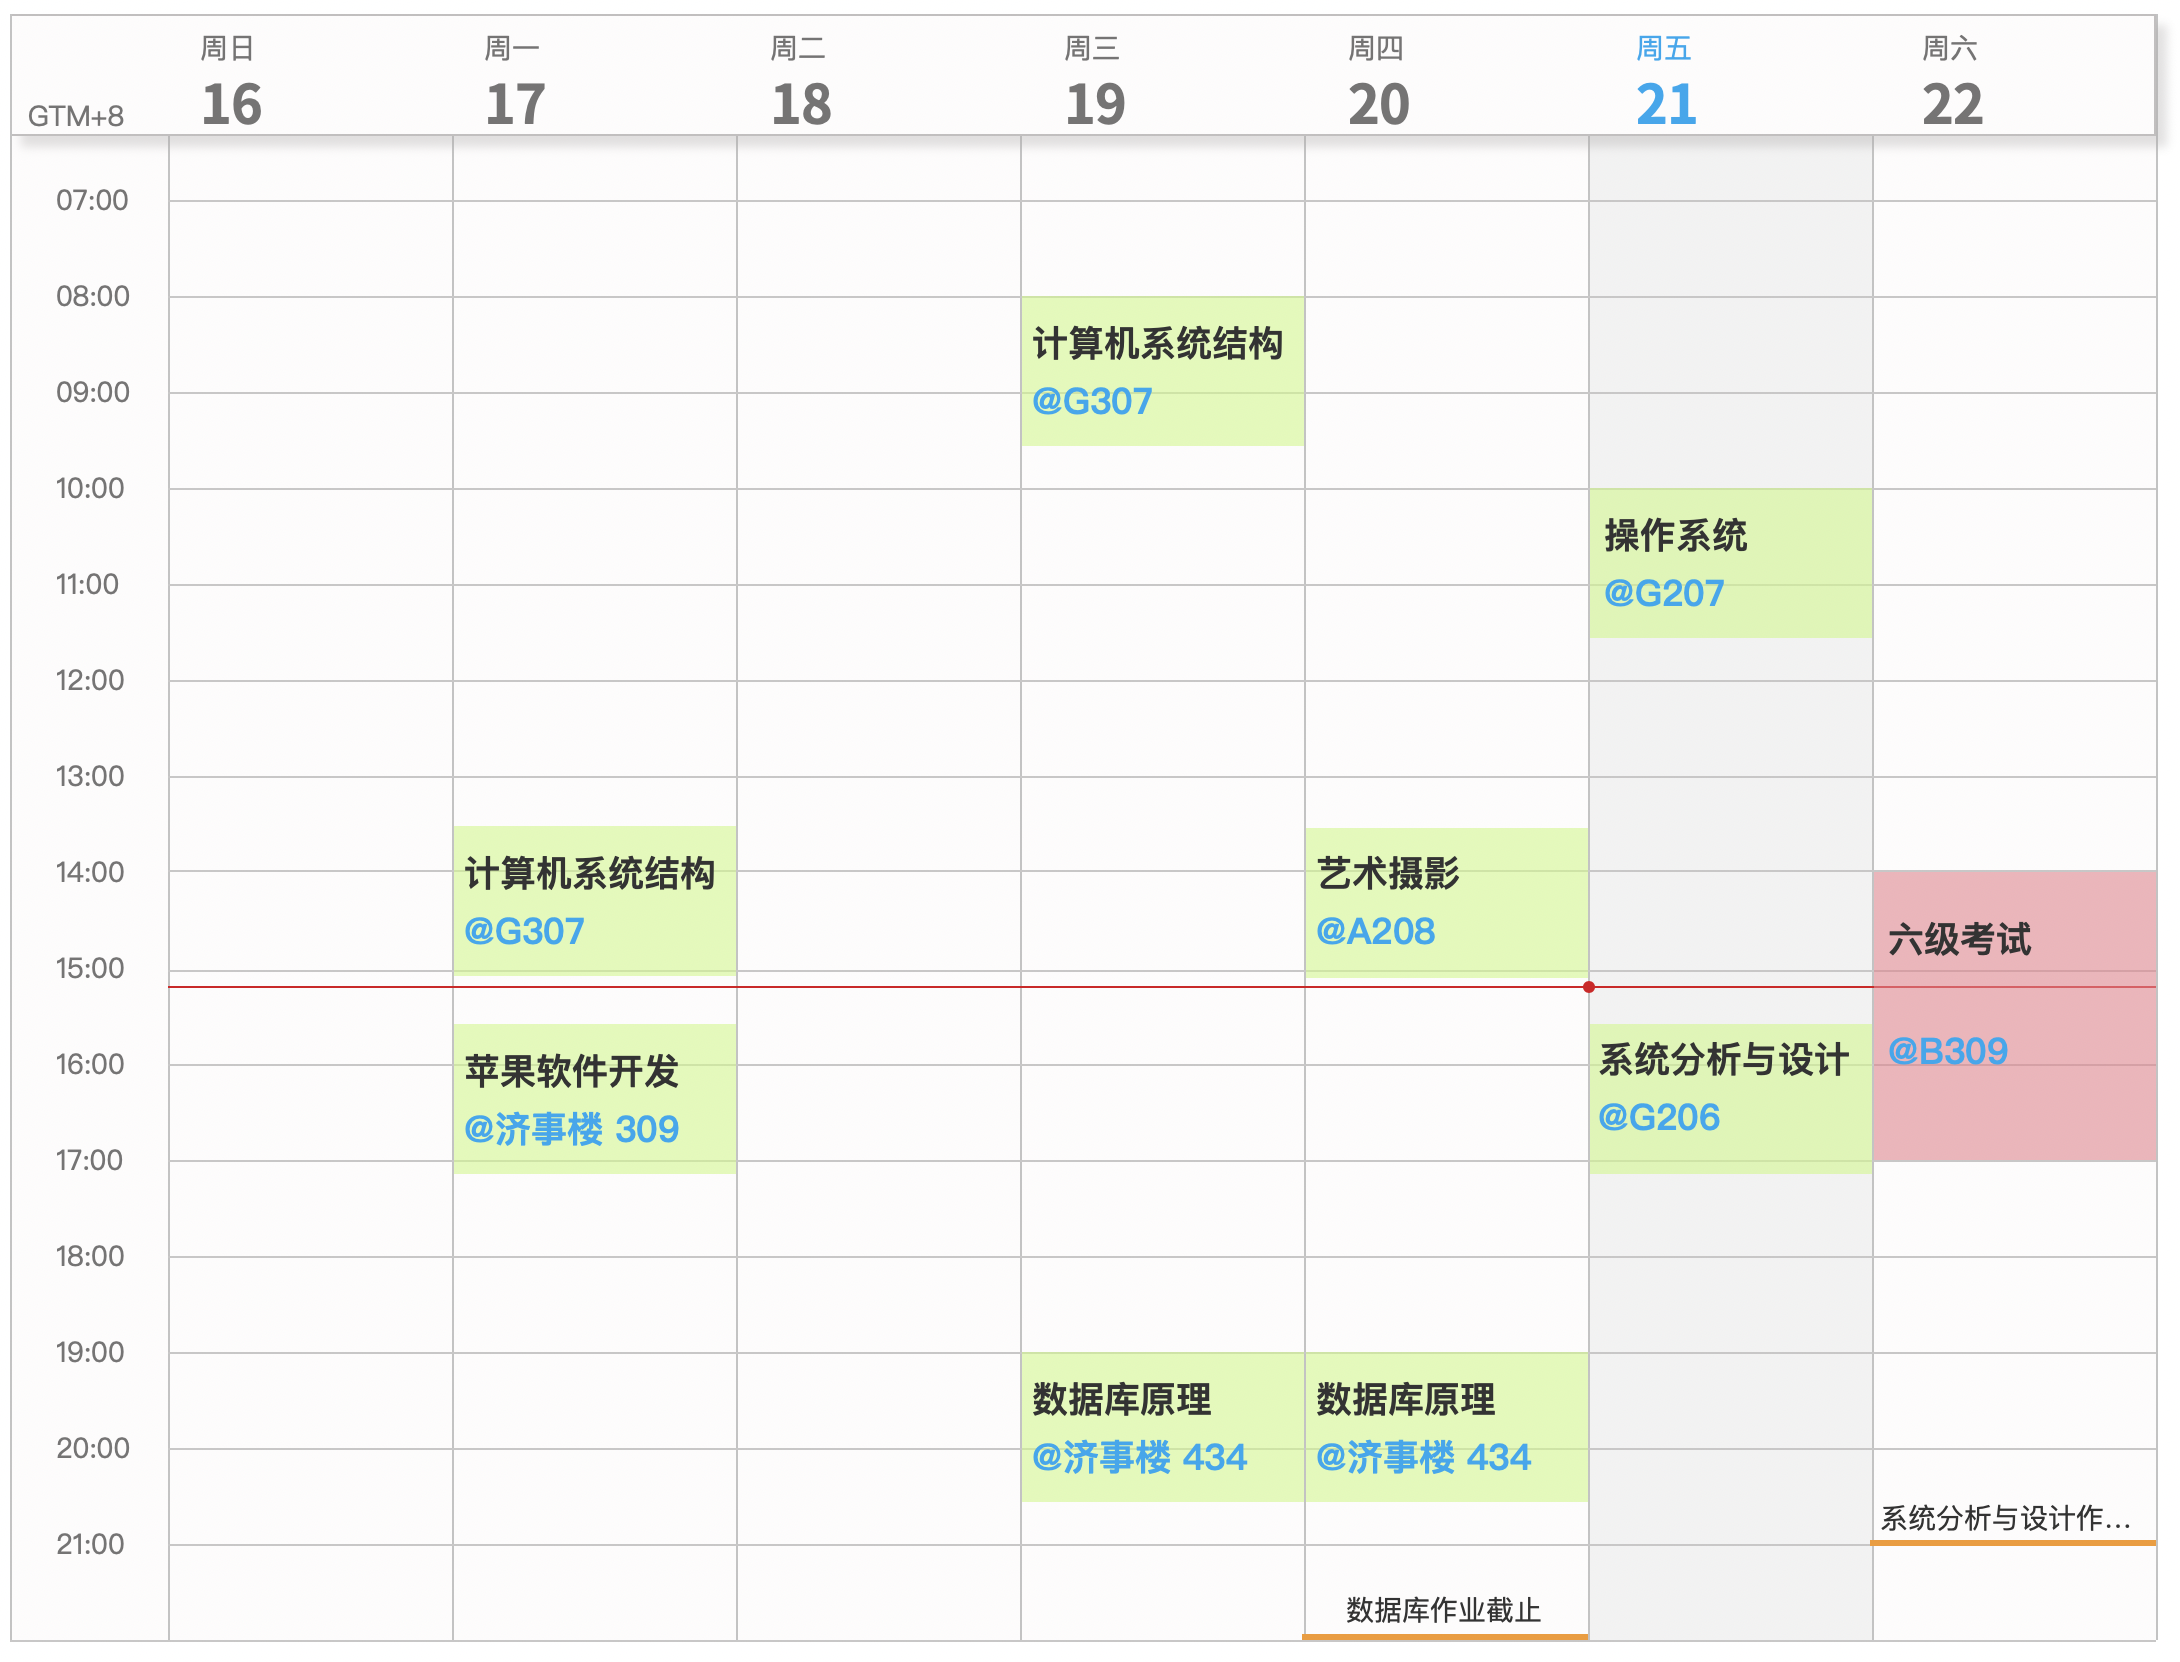 周日
周一
周二
周三
周四
周五
周六
GTM+8
16
17
18
19
20
21
22
07:00
08:00
计算机系统结构
09:00
@G307
10:00
操作系统
11:00
@G207
12:00
13:00
14:00
计算机系统结构
@G307
艺术摄影
@A208
六级考试
@B309
15:00
16:00
苹果软件开发
@济事楼 309
系统分析与设计
@G206
17:00
18:00
19:00
数据库原理
@济事楼 434
数据库原理
@济事楼 434
20:00
系统分析与设计作...
21:00
数据库作业截止